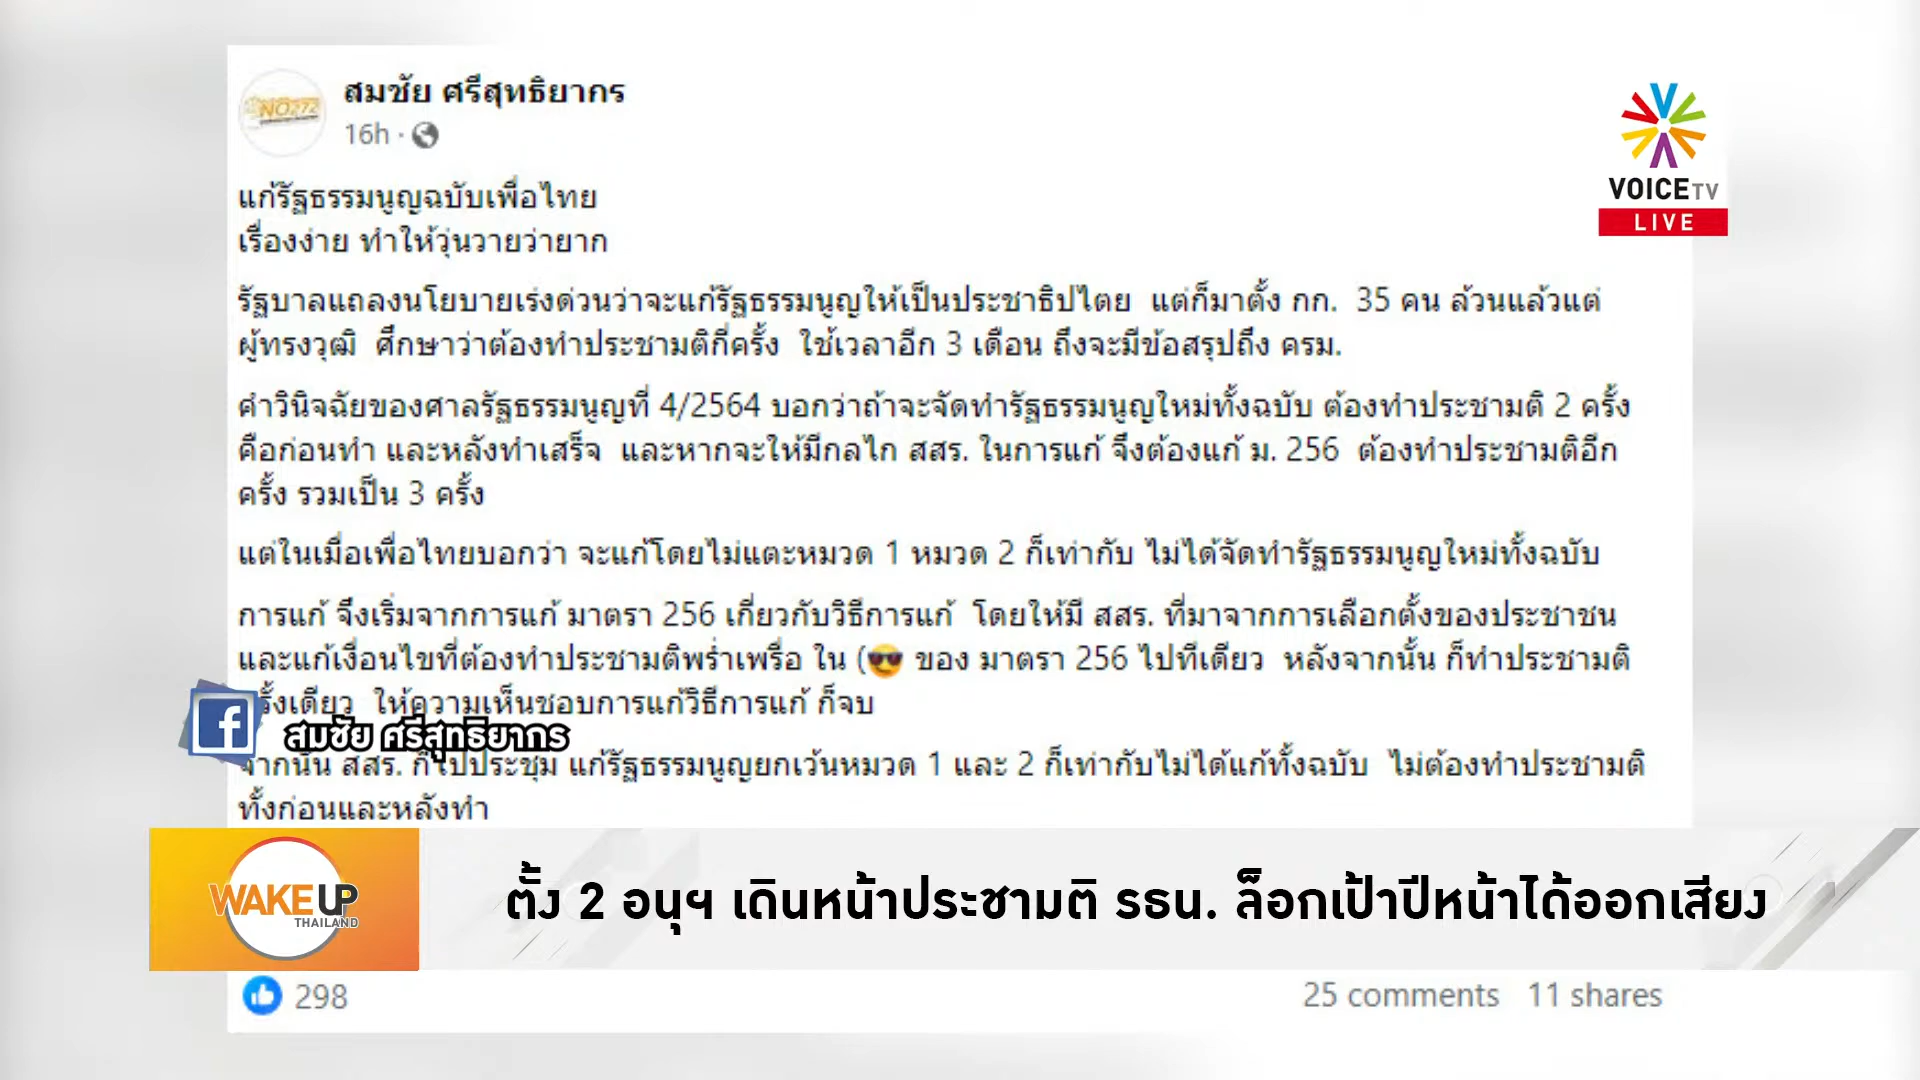 สมชัย ศรีสุทธิยากร
16h ·
VOICE TV
LIVE
แก้รัฐธรรมนูญฉบับเพื่อไทย
เรื่องง่าย ทำให้วุ่นวายว่ายาก
รัฐบาลแถลงนโยบายเร่งด่วนว่าจะแก้รัฐธรรมนูญให้เป็นประชาธิปไตย แต่ก็มาตั้ง กก. 35 คน ล้วนแล้วแต่
ผู้ทรงวุฒิ ศึกษาว่าต้องทำประชามติกี่ครั้ง ใช้เวลาอีก 3 เดือน ถึงจะมีข้อสรุปถึง ครม.
คำวินิจฉัยของศาลรัฐธรรมนูญที่ 4/2564 บอกว่าถ้าจะจัดทำรัฐธรรมนูญใหม่ทั้งฉบับ ต้องทำประชามติ 2 ครั้ง
คือก่อนทำ และหลังทำเสร็จ และหากจะให้มีกลไก สสร. ในการแก้ จึงต้องแก้ ม. 256 ต้องทำประชามติอีก
ครั้ง รวมเป็น 3 ครั้ง
แต่ในเมื่อเพื่อไทยบอกว่า จะแก้โดยไม่แตะหมวด 1 หมวด 2 ก็เท่ากับ ไม่ได้จัดทำรัฐธรรมนูญใหม่ทั้งฉบับ
การแก้ จึงเริ่มจากการแก้ มาตรา 256 เกี่ยวกับวิธีการแก้ โดยให้มี สสร. ที่มาจากการเลือกตั้งของประชาชน
และแก้เงื่อนไขที่ต้องทำประชามติพร่ำเพรื่อ ใน (😎 ของ มาตรา 256 ไปทีเดียว หลังจากนั้น ก็ทำประชามติ
ครั้งเดียว ให้ความเห็นชอบการแก้วิธีการแก้ ก็จบ
สมชัย ศรีสุทธิยากร
จากนั้น สสร. ก็ไปประชุม แก้รัฐธรรมนูญยกเว้นหมวด 1 และ 2 ก็เท่ากับไม่ได้แก้ทั้งฉบับ ไม่ต้องทำประชามติ
ทั้งก่อนและหลังทำ
WAKE UP
THAILAND
ตั้ง 2 อนุฯ เดินหน้าประชามติ รธน. ล็อกเป้าปีหน้าได้ออกเสียง
298
25 comments 11 shares